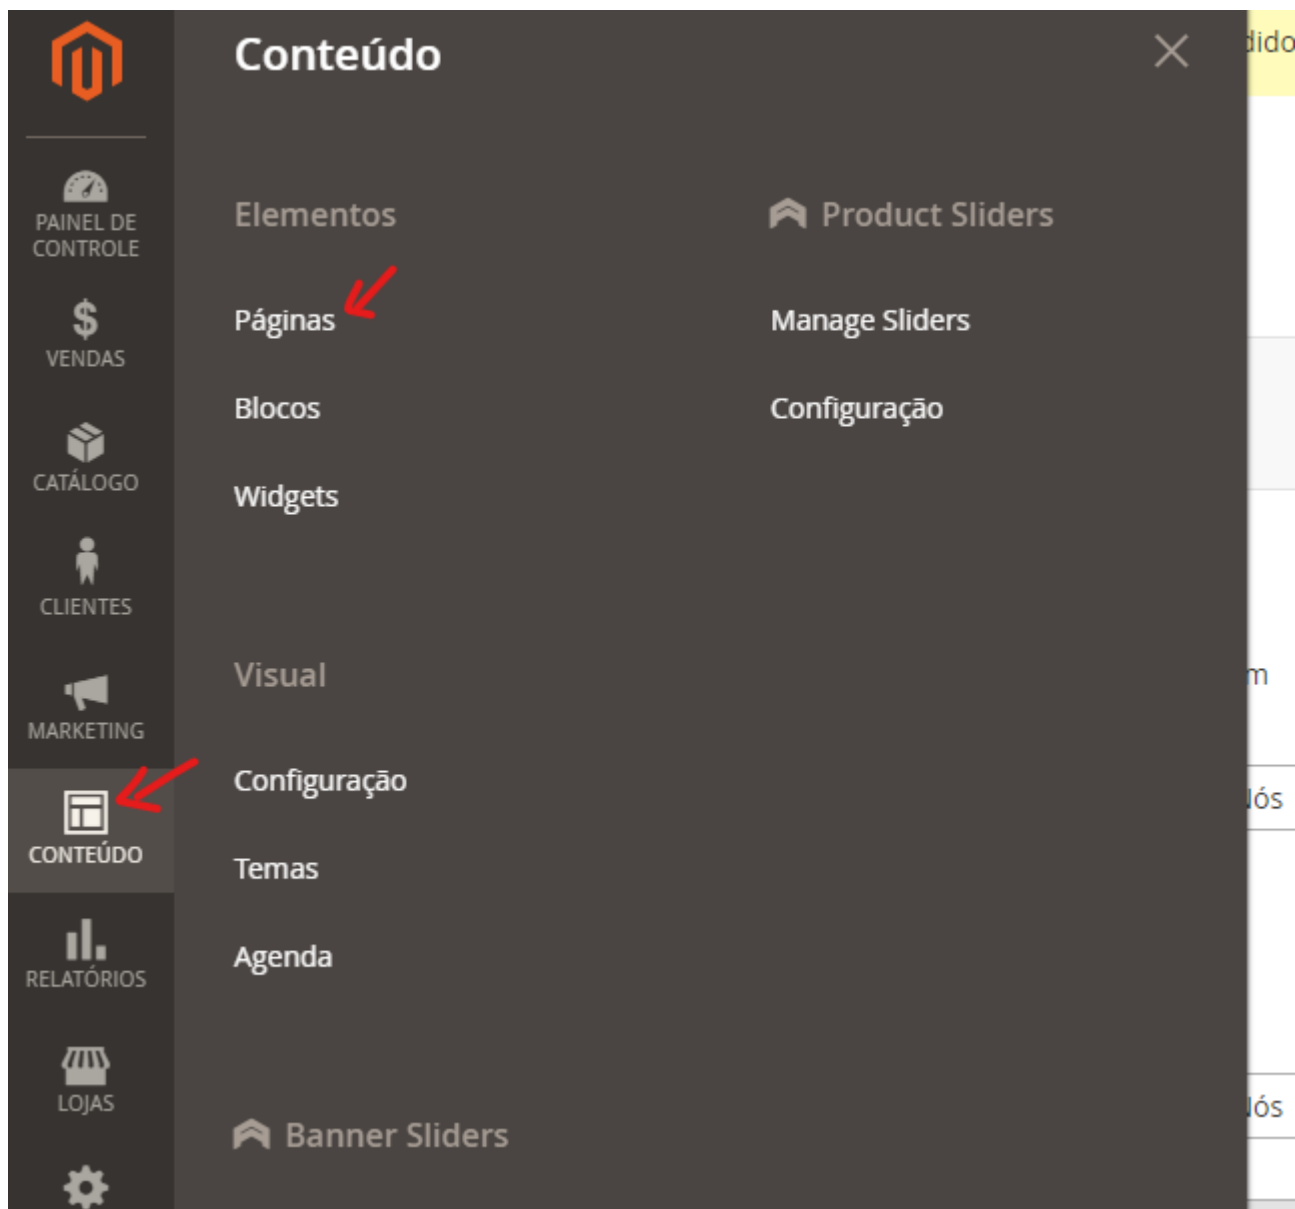 Conteúdo
PAINEL DE
CONTROLE
VENDAS
CATÁLOGO
CLIENTES
MARKETING
CONTEÚDO
RELATÓRIOS
LOJAS
Elementos
Páginas
Blocos
Widgets
Visual
Configuração
Temas
Agenda
Banner Sliders
Product Sliders
Manage Sliders
Configuração